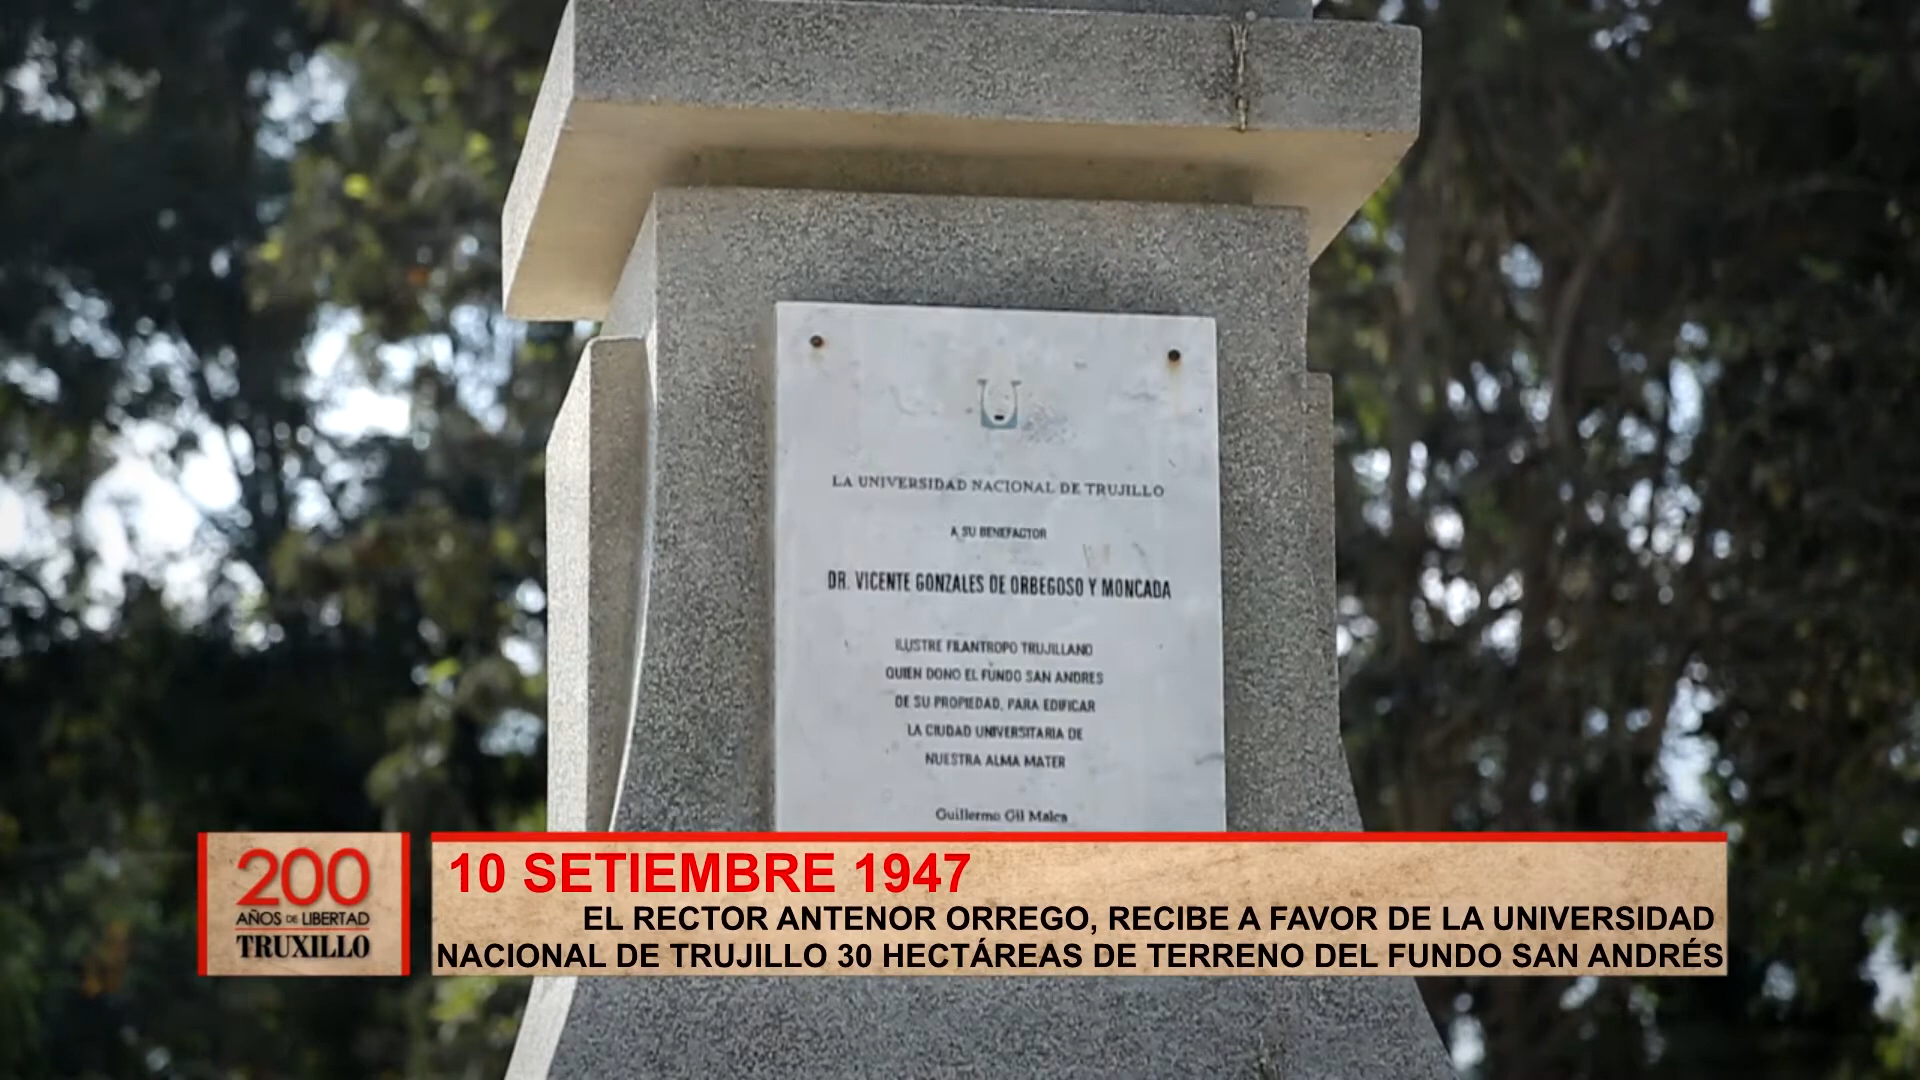 LA UNIVERSIDAD NACIONAL DE TRUJILLO
A SU BENEFACTOR
DR. VICENTE GONZALES DE ORBEGOSO Y MONCADA
ILUSTRE FILANTROPO TRUJILLANO
QUIEN DONO EL FUNDO SAN ANDRES
DE SU PROPIEDAD, PARA EDIFICAR
LA CIUDAD UNIVERSITARIA DE
NUESTRA ALMA MATER
Guillermo Gil Malca
200
AÑOS DE LIBERTAD
TRUXILLO
10 SETIEMBRE 1947
EL RECTOR ANTENOR ORREGO, RECIBE A FAVOR DE LA UNIVERSIDAD
NACIONAL DE TRUJILLO 30 HECTÁREAS DE TERRENO DEL FUNDO SAN ANDRÉS